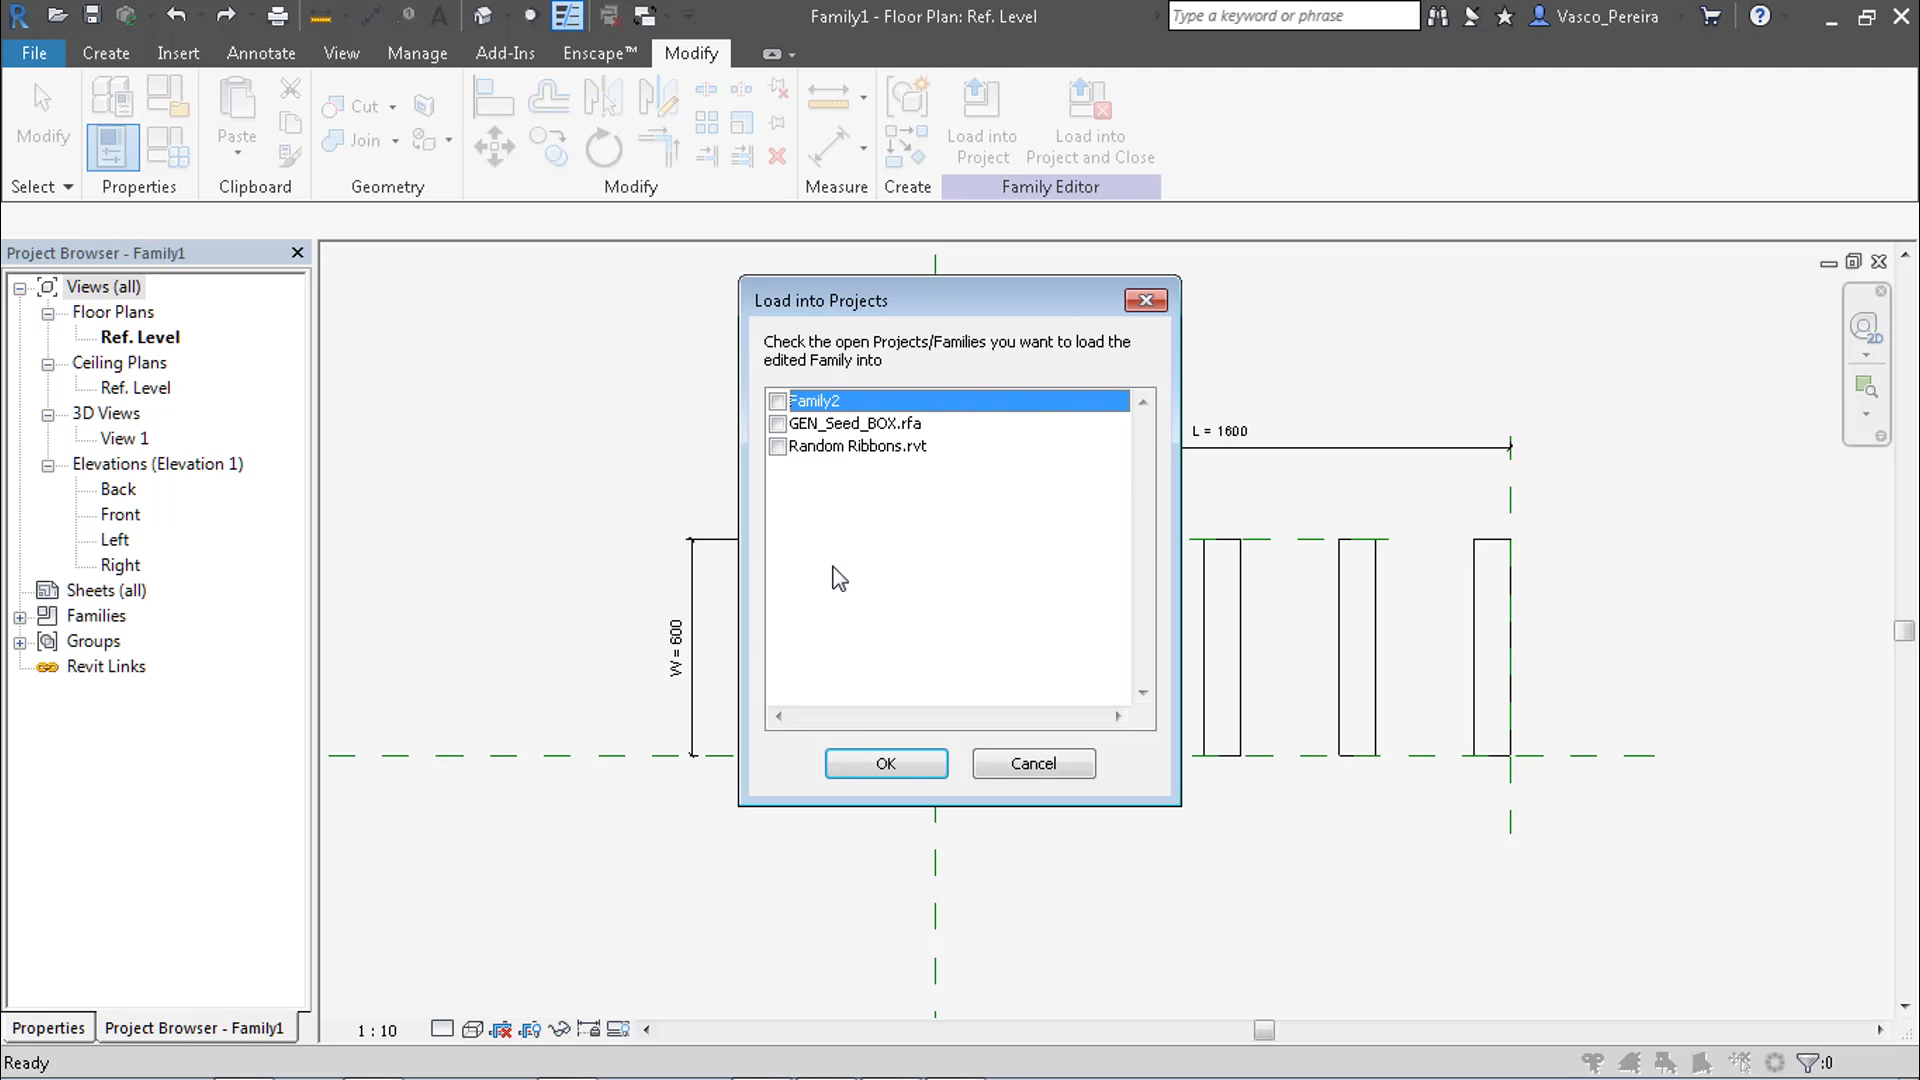 Family1 - Floor Plan: Ref. Level
Type a keyword or phrase
Vasco_Pereira
File
Create
Insert
Annotate
View
Manage
Add-Ins
Enscape™
Modify
Modify
Paste
Cut
Join
Load into
Project
Load into
Project and Close
Select
Properties
Clipboard
Geometry
Modify
Measure
Create
Family Editor
Project Browser - Family1
Views (all)
Floor Plans
Ref. Level
Ceiling Plans
Ref. Level
3D Views
View 1
Elevations (Elevation 1)
Back
Front
Left
Right
Sheets (all)
Families
Groups
Revit Links
Load into Projects
Check the open Projects/Families you want to load the
edited Family into
Family2
GEN_Seed_BOX.rfa
Random Ribbons.rvt
OK
Cancel
L = 1600
W = 600
2D
Properties
Project Browser - Family1
1 : 10
Ready
:0